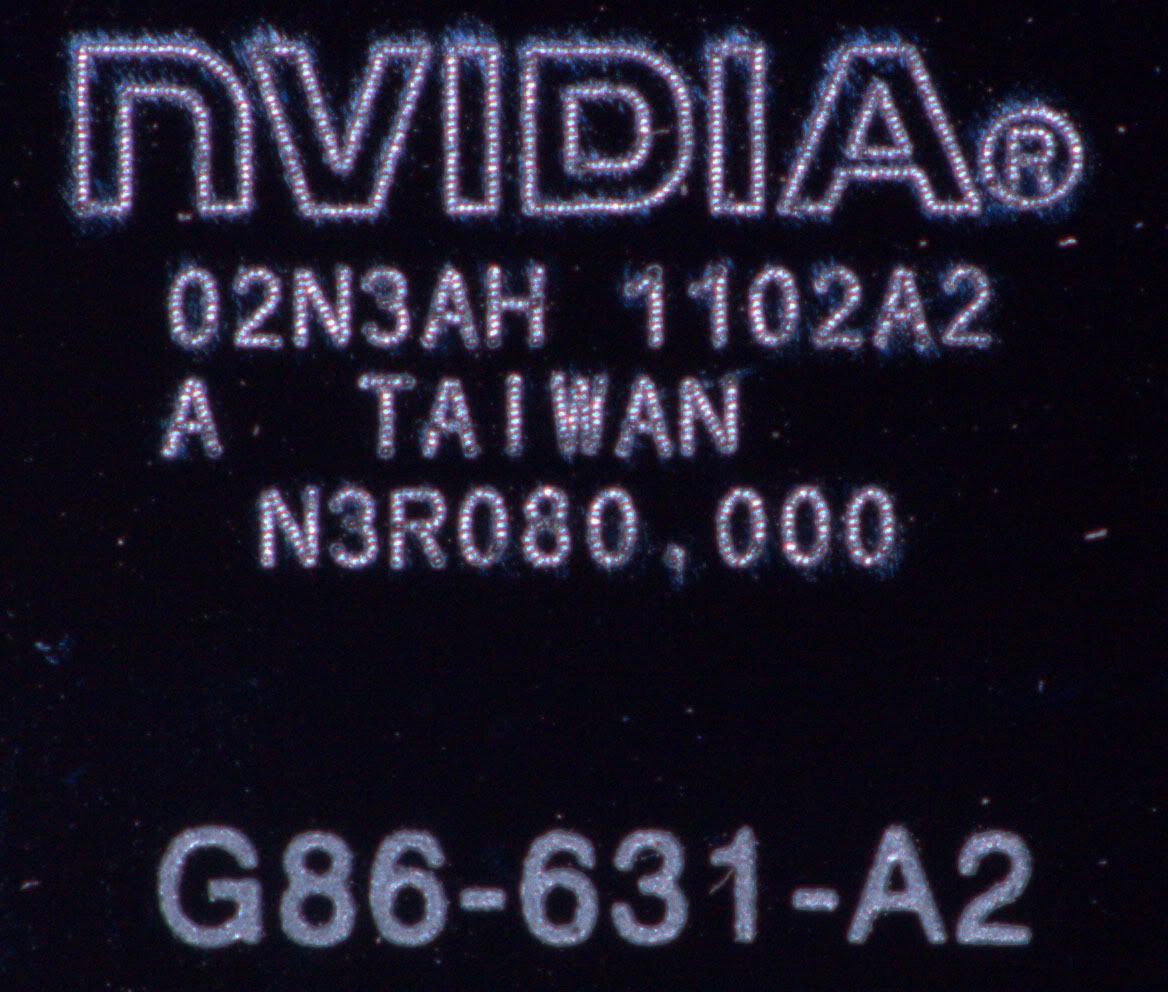 nVIDIA®
02N3AH 1102A2
A TAIWAN
N3R080,000
G86-631-A2